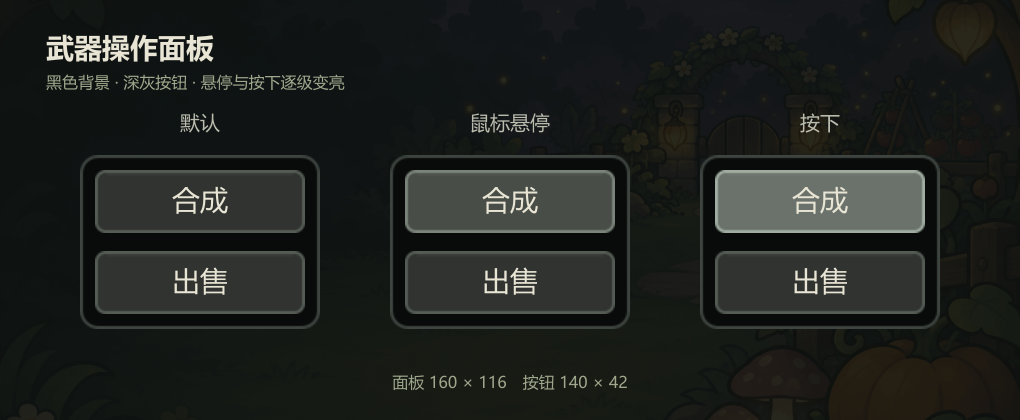 武器操作面板
黑色背景 · 深灰按钮 · 悬停与按下逐级变亮
默认 鼠标悬停 按下
合成 合成 合成
出售 出售 出售
面板 160 × 116 按钮 140 × 42